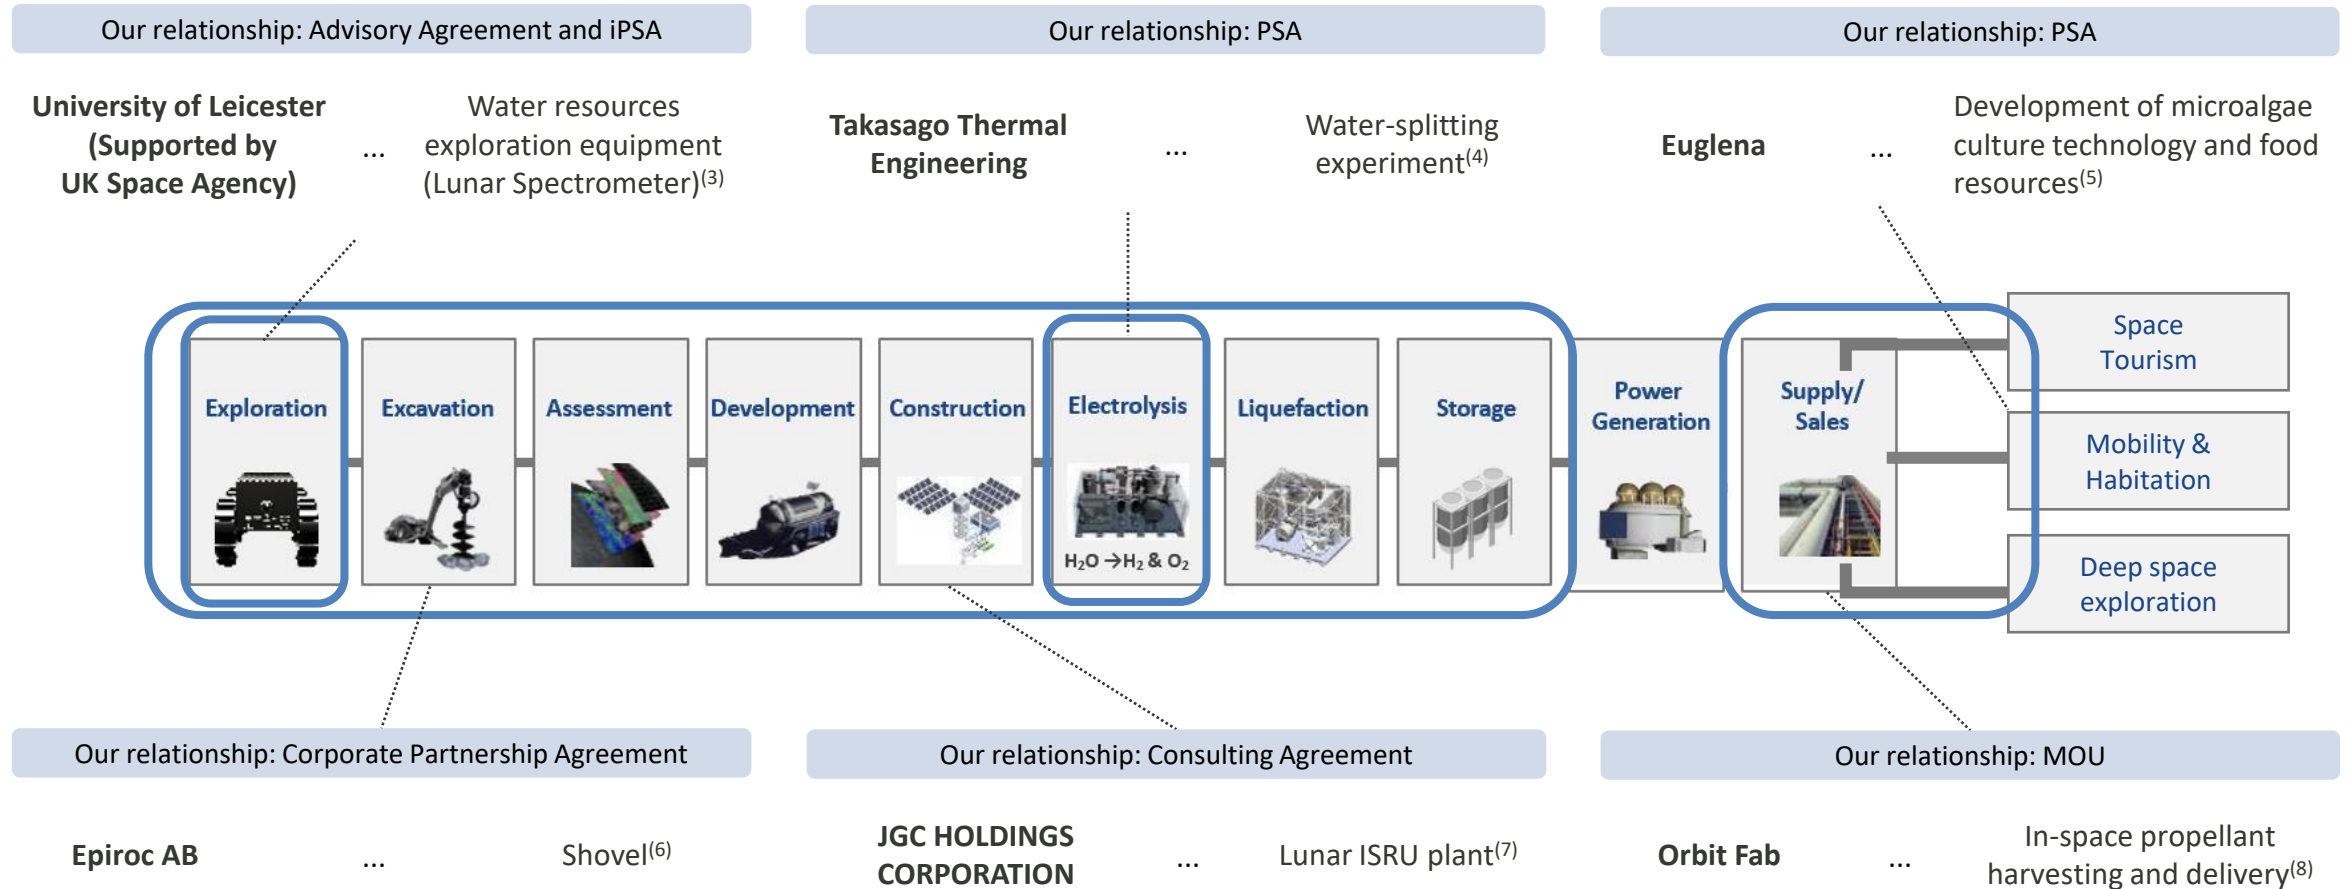 Our relationship: Advisory Agreement and iPSA
University of Leicester
(Supported by
UK Space Agency)
...
Water resources
exploration equipment
(Lunar Spectrometer)(3)
Our relationship: PSA
Takasago Thermal
Engineering
...
Water-splitting
experiment(4)
Our relationship: PSA
Euglena
...
Development of microalgae
culture technology and food
resources(5)
Exploration
Excavation
Assessment
Development
Construction
Electrolysis
H₂O →H₂ & O₂
Liquefaction
Storage
Power
Generation
Supply/
Sales
Space
Tourism
Mobility &
Habitation
Deep space
exploration
Our relationship: Corporate Partnership Agreement
Epiroc AB
...
Shovel(6)
Our relationship: Consulting Agreement
JGC HOLDINGS
CORPORATION
...
Lunar ISRU plant(7)
Our relationship: MOU
Orbit Fab
...
In-space propellant
harvesting and delivery(8)